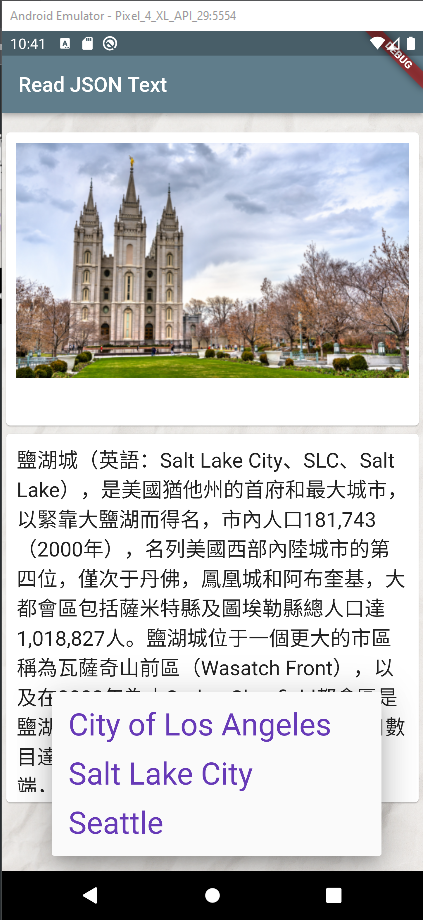 Android Emulator - Pixel_4_XL_API_29:5554
10:41
DEBUG
Read JSON Text
鹽湖城（英語：Salt Lake City、SLC、Salt
Lake），是美國猶他州的首府和最大城市，
以緊靠大鹽湖而得名，市內人口181,743
（2000年），名列美國西部內陸城市的第
四位，僅次于丹佛，鳳凰城和阿布奎基，大
都會區包括薩米特縣及圖埃勒縣總人口達
1,018,827人。鹽湖城位于一個更大的市區
稱為瓦薩奇山前區（Wasatch Front），以
及在
都會區是
鹽湖
數
目達
端，
City of Los Angeles
Salt Lake City
Seattle